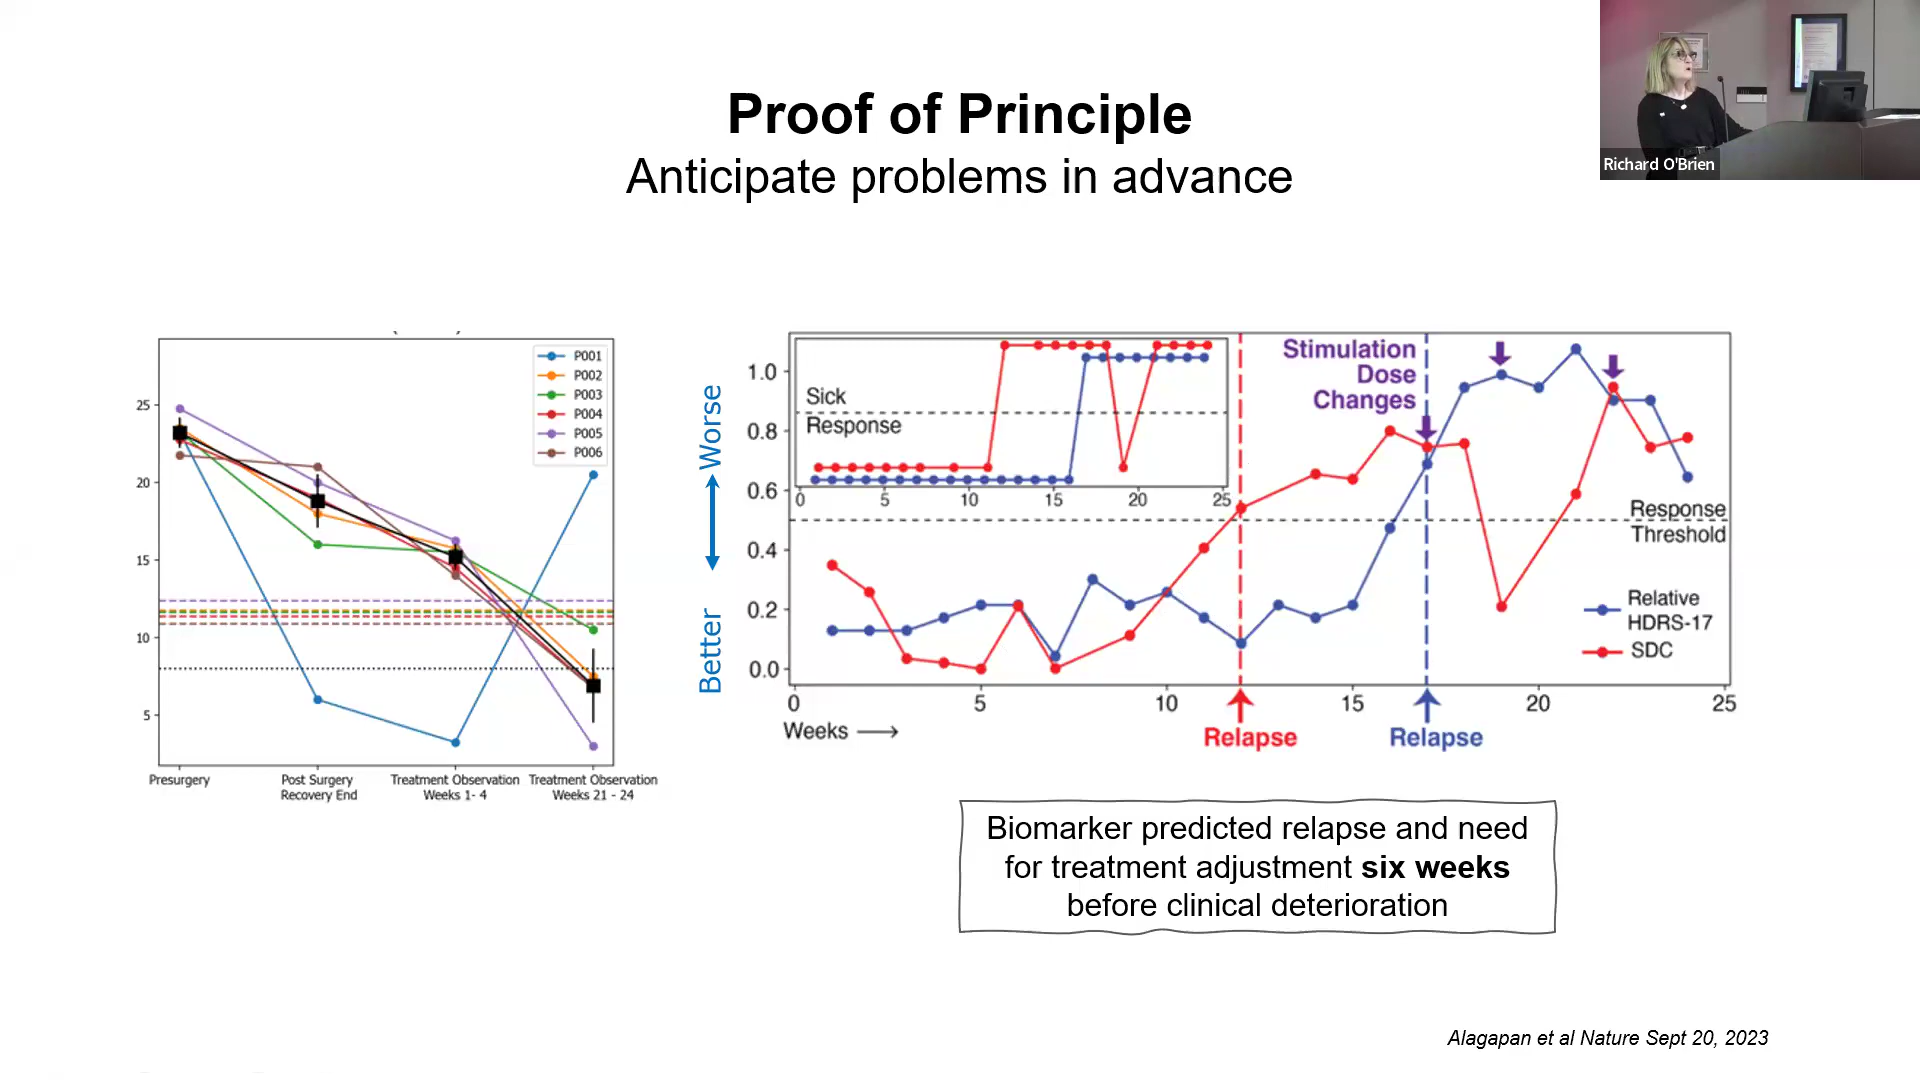 Proof of Principle
Anticipate problems in advance
Richard O'Brien
P001
P002
P003
P004
P005
P006
25
20
15
10
5
Presurgery
Post Surgery
Recovery End
Treatment Observation
Weeks 1- 4
Treatment Observation
Weeks 21 - 24
Worse
Better
1.0
0.8
0.6
0.4
0.2
0.0
Sick
Response
0
5
10
15
20
25
Stimulation
Dose
Changes
Response
Threshold
Relative
HDRS-17
SDC
0
5
10
15
20
25
Weeks
Relapse
Relapse
Biomarker predicted relapse and need
for treatment adjustment six weeks
before clinical deterioration
Alagapan et al Nature Sept 20, 2023